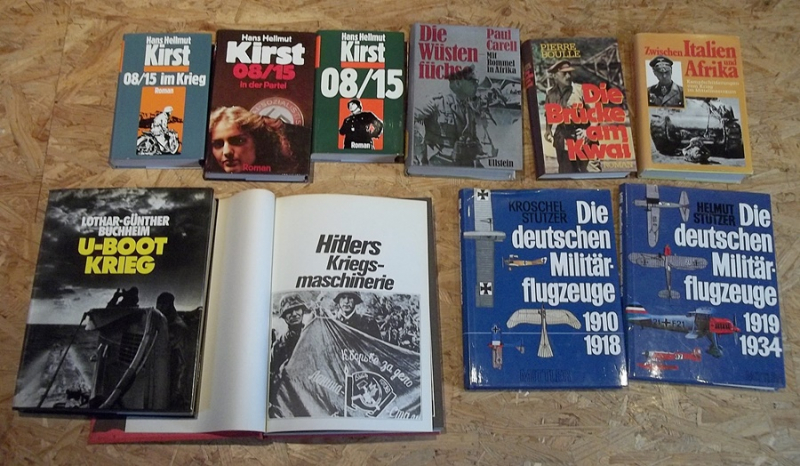 Hans Hellmut
Kirst
08/15 im Krieg
Roman
Hans Hellmut
Kirst
08/15
in der Partei
Roman
Hans Hellmut
Kirst
08/15
Roman
Die
Wüsten
füchse
Paul
Carell
Mit
Rommel
in Afrika
Ullstein
PIERRE
BOULLE
Die
Brücke
am
Kwai
Zwischen Italien
und
Afrika
LOTHAR-GÜNTHER
BUCHHEIM
U-BOOT
KRIEG
Hitlers
Kriegs-
maschinerie
К борьбе за дело
KROSCHEL
STÜTZER
Die
deutschen
Militär-
flugzeuge
1910
1918
HELMUT
STÜTZER
Die
deutschen
Militär-
flugzeuge
1919
1934